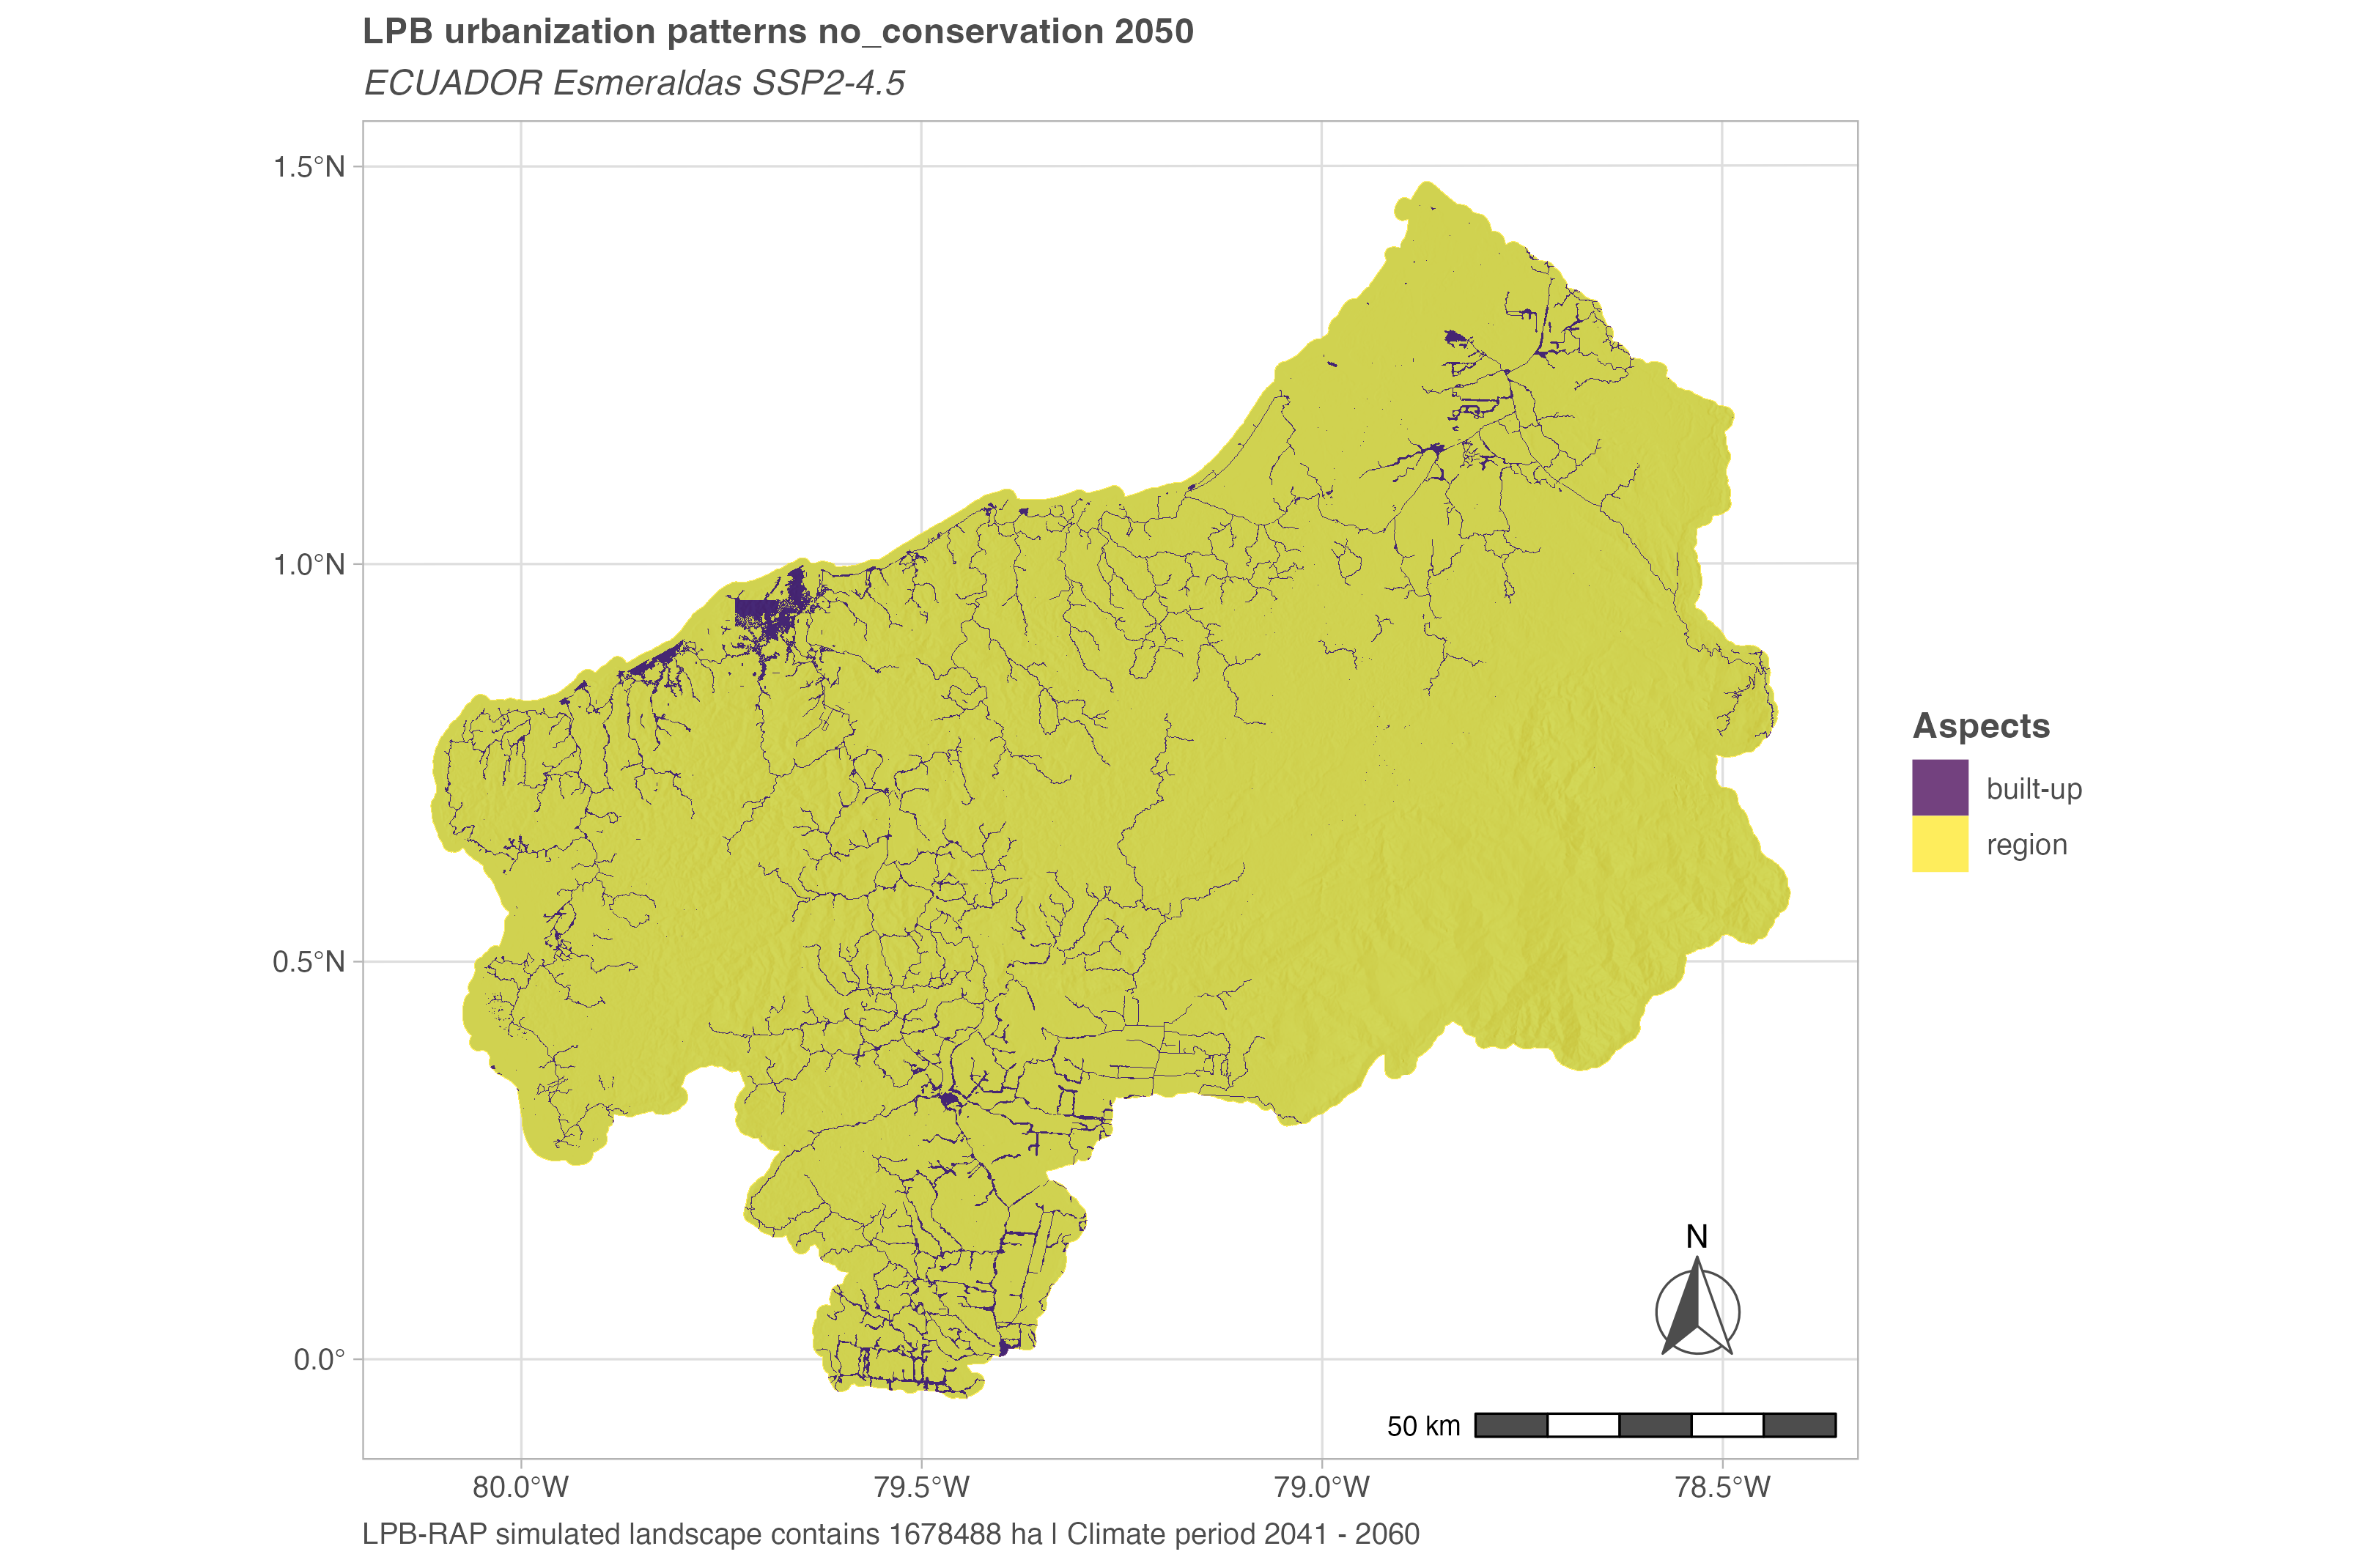 LPB urbanization patterns no_conservation 2050
ECUADOR Esmeraldas SSP2-4.5
1.5°N
1.0°N
0.5°N
0.0°
80.0°W
79.5°W
79.0°W
78.5°W
Aspects
built-up
region
N
50 km
LPB-RAP simulated landscape contains 1678488 ha | Climate period 2041 - 2060